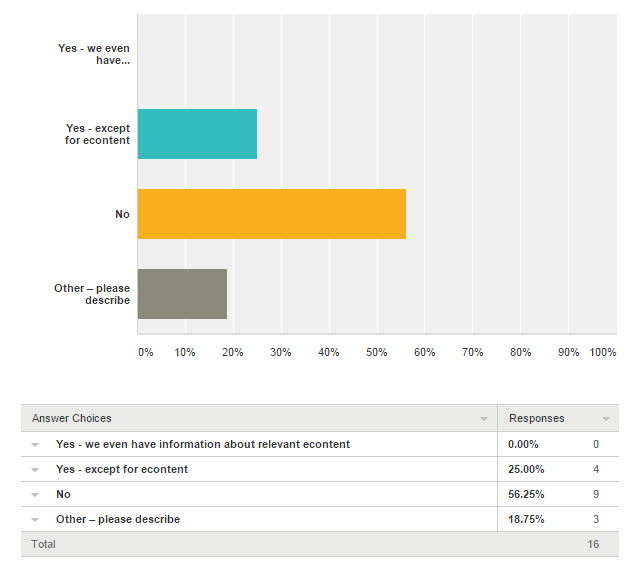 Yes - we even
have...
Yes - except
for econtent
No
Other – please
describe
0% 10% 20% 30% 40% 50% 60% 70% 80% 90% 100%
Answer Choices Responses
Yes - we even have information about relevant econtent 0.00% 0
Yes - except for econtent 25.00% 4
No 56.25% 9
Other – please describe 18.75% 3
Total 16